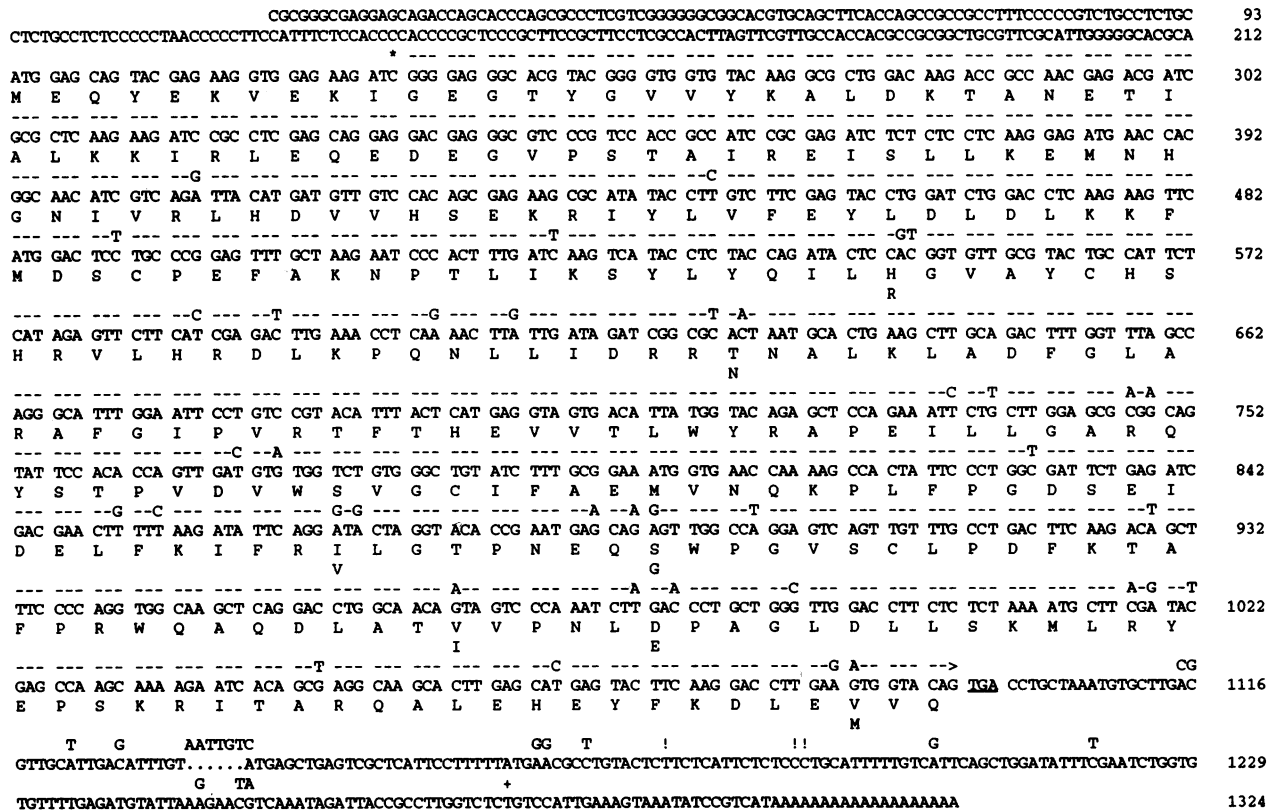 CGCGGGCGAGGAGCAGACCAGCACCCAGCGCCCTCGTCGGGGGGCGGCACGTGCAGCTTCACCAGCCGCCGCCTTTCCCCCGTCTGCCTCTGC 93
CTCTGCCTCTCCCCCTAACCCCCTTCCATTTCTCCACCCCACCCCGCTCCCGCTTCCGCTTCCTCGCCACTTAGTTCGTTGCCACCACGCCGCGGCTGCGTTCGCATTGGGGGCACGCA 212
* --- --- --- --- --- --- --- --- --- --- --- --- --- --- --- --- --- --- --- ---
ATG GAG CAG TAC GAG AAG GTG GAG AAG ATC GGG GAG GGC ACG TAC GGG GTG GTG TAC AAG GCG CTG GAC AAG ACC GCC AAC GAG ACG ATC 302
M E Q Y E K V E K I G E G T Y G V V Y K A L D K T A N E T I
--- --- --- --- --- --- --- --- --- --- --- --- --- --- --- --- --- --- --- --- --- --- --- --- --- --- --- --- --- ---
GCG CTC AAG AAG ATC CGC CTC GAG CAG GAG GAC GAG GGC GTC CCG TCC ACC GCC ATC CGC GAG ATC TCT CTC CTC AAG GAG ATG AAC CAC 392
A L K K I R L E Q E D E G V P S T A I R E I S L L K E M N H
--- --- --- --- --G --- --- --- --- --- --- --- --- --- --- --- --- --C --- --- --- --- --- --- --- --- --- --- --- ---
GGC AAC ATC GTC AGA TTA CAT GAT GTT GTC CAC AGC GAG AAG CGC ATA TAC CTT GTC TTC GAG TAC CTG GAT CTG GAC CTC AAG AAG TTC 482
G N I V R L H D V V H S E K R I Y L V F E Y L D L D L K K F
--- --- --T --- --- --- --- --- --- --- --- --- --- --T --- --- --- --- --- --- --- --- -GT --- --- --- --- --- --- ---
ATG GAC TCC TGC CCG GAG TTT GCT AAG AAT CCC ACT TTG ATC AAG TCA TAC CTC TAC CAG ATA CTC CAC GGT GTT GCG TAC TGC CAT TCT 572
M D S C P E F A K N P T L I K S Y L Y Q I L H G V A Y C H S
R
--- --- --- --- --C --- --T --- --- --- --G --- --G --- --- --- --- --T -A- --- --- --- --- --- --- --- --- --- --- ---
CAT AGA GTT CTT CAT CGA GAC TTG AAA CCT CAA AAC TTA TTG ATA GAT CGG CGC ACT AAT GCA CTG AAG CTT GCA GAC TTT GGT TTA GCC 662
H R V L H R D L K P Q N L L I D R R T N A L K L A D F G L A
N
--- --- --- --- --- --- --- --- --- --- --- --- --- --- --- --- --- --- --- --- --- --- --- --C --T --- --- --- A-A ---
AGG GCA TTT GGA ATT CCT GTC CGT ACA TTT ACT CAT GAG GTA GTG ACA TTA TGG TAC AGA GCT CCA GAA ATT CTG CTT GGA GCG CGG CAG 752
R A F G I P V R T F T H E V V T L W Y R A P E I L L G A R Q
--- --- --- --- --- --C --A --- --- --- --- --- --- --- --- --- --- --- --- --- --- --- --- --- --- --T --- --- --- ---
TAT TCC ACA CCA GTT GAT GTG TGG TCT GTG GGC TGT ATC TTT GCG GAA ATG GTG AAC CAA AAG CCA CTA TTC CCT GGC GAT TCT GAG ATC 842
Y S T P V D V W S V G C I F A E M V N Q K P L F P G D S E I
--- --- --G --C --- --- --- --- G-G --- --- --- --- --- --A --A G-- --- --T --- --- --- --- --- --- --- --- --- --T ---
GAC GAA CTT TTT AAG ATA TTC AGG ATA CTA GGT ACA CCG AAT GAG CAG AGT TGG CCA GGA GTC AGT TGT TTG CCT GAC TTC AAG ACA GCT 932
D E L F K I F R I L G T P N E Q S W P G V S C L P D F K T A
V G
--- --- --- --- --- --- --- --- --- --- --- A-- --- --- --- --A --A --- --- --C --- --- --- --- --- --- --- --- A-G --T
TTC CCC AGG TGG CAA GCT CAG GAC CTG GCA ACA GTA GTC CCA AAT CTT GAC CCT GCT GGG TTG GAC CTT CTC TCT AAA ATG CTT CGA TAC 1022
F P R W Q A Q D L A T V V P N L D P A G L D L L S K M L R Y
I E
--- --- --- --- --- --- --- --T --- --- --- --- --- --C --- --- --- --- --- --- --G A-- --- --> CG
GAG CCA AGC AAA AGA ATC ACA GCG AGG CAA GCA CTT GAG CAT GAG TAC TTC AAG GAC CTT GAA GTG GTA CAG TGA CCTGCTAAATGTGCTTGAC 1116
E P S K R I T A R Q A L E H E Y F K D L E V V Q
M
T G AATTGTC GG T ! !! G T
GTTGCATTGACATTTGT......ATGAGCTGAGTCGCTCATTCCTTTTTATGAACGCCTGTACTCTTCTCATTCTCTCCCTGCATTTTTGTCATTCAGCTGGATATTTCGAATCTGGTG 1229
G TA +
TGTTTTGAGATGTATTAAAGAACGTCAAATAGATTACCGCCTTGGTCTCTGTCCATTGAAAGTAAATATCCGTCATAAAAAAAAAAAAAAAAAAA 1324